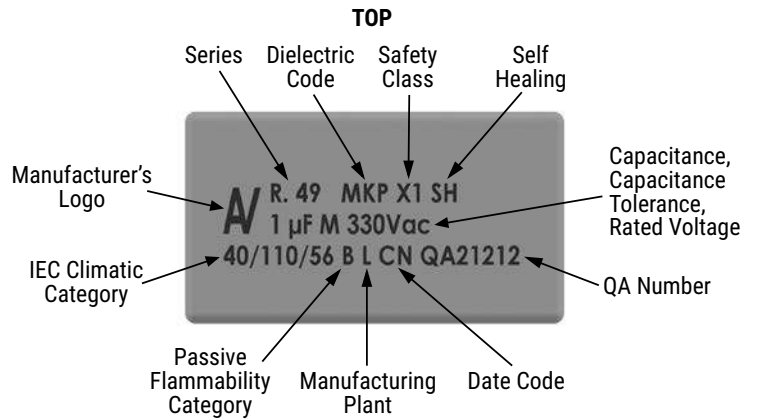 TOP
Series
Dielectric
Code
Safety
Class
Self
Healing
Manufacturer's
Logo
R. 49 MKP X1 SH
1 µF M 330Vac
40/110/56 B L CN QA21212
Capacitance,
Capacitance
Tolerance,
Rated Voltage
IEC Climatic
Category
QA Number
Passive
Flammability
Category
Manufacturing
Plant
Date Code